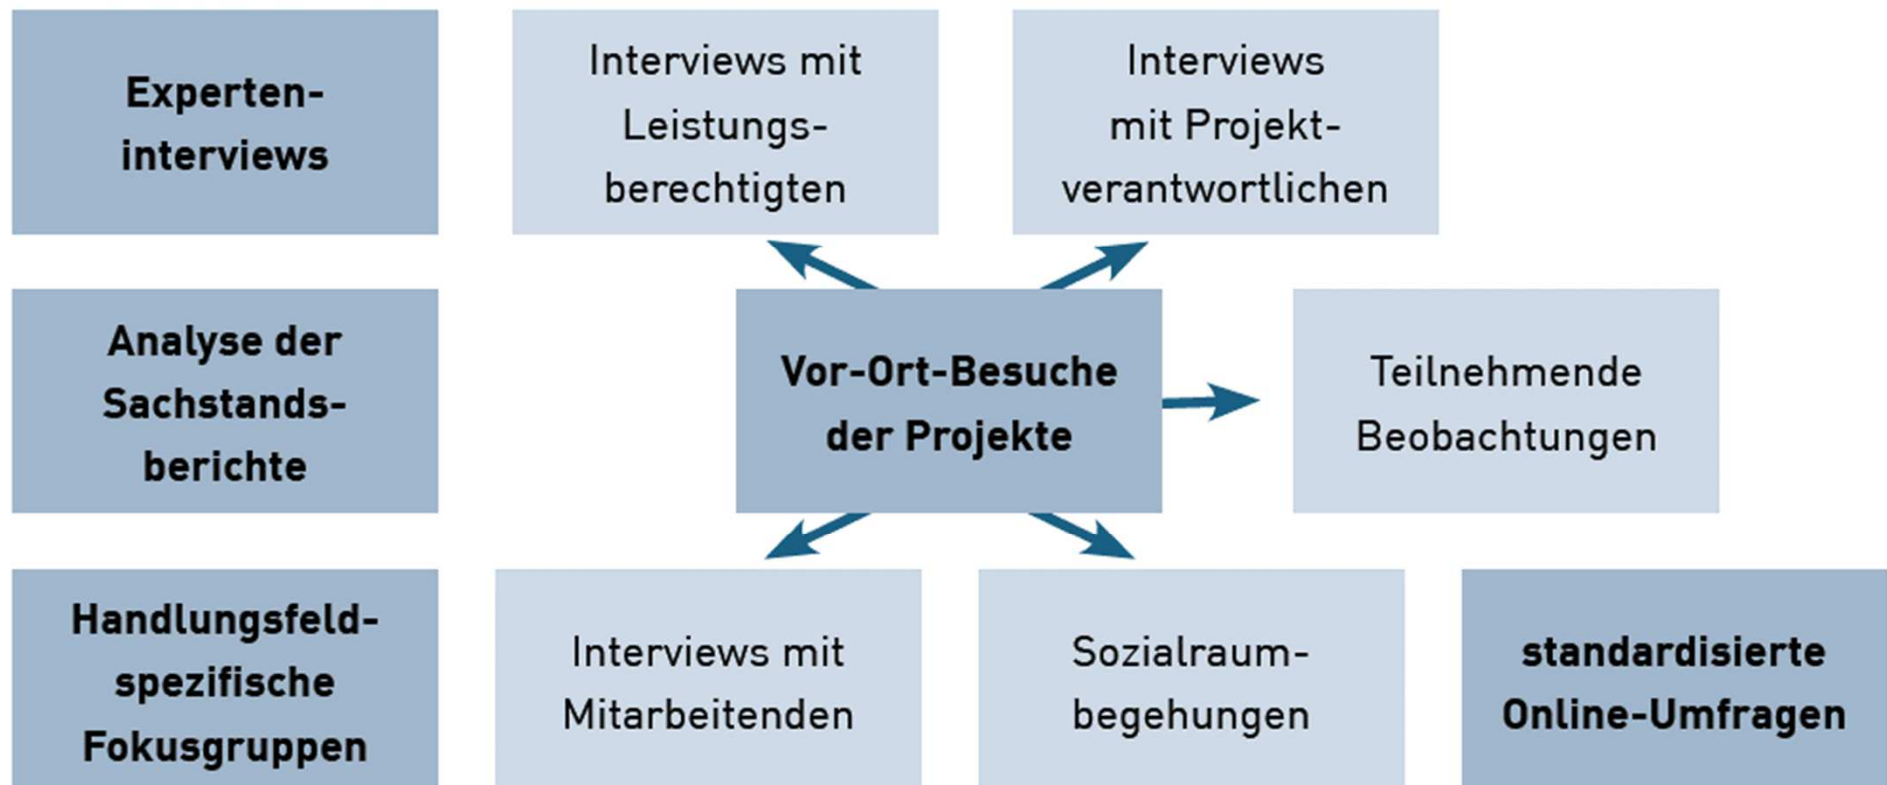 Experten-
interviews
Interviews mit
Leistungs-
berechtigten
Interviews
mit Projekt-
verantwortlichen
Analyse der
Sachstands-
berichte
Vor-Ort-Besuche
der Projekte
Teilnehmende
Beobachtungen
Handlungsfeld-
spezifische
Fokusgruppen
Interviews mit
Mitarbeitenden
Sozialraum-
begehungen
standardisierte
Online-Umfragen